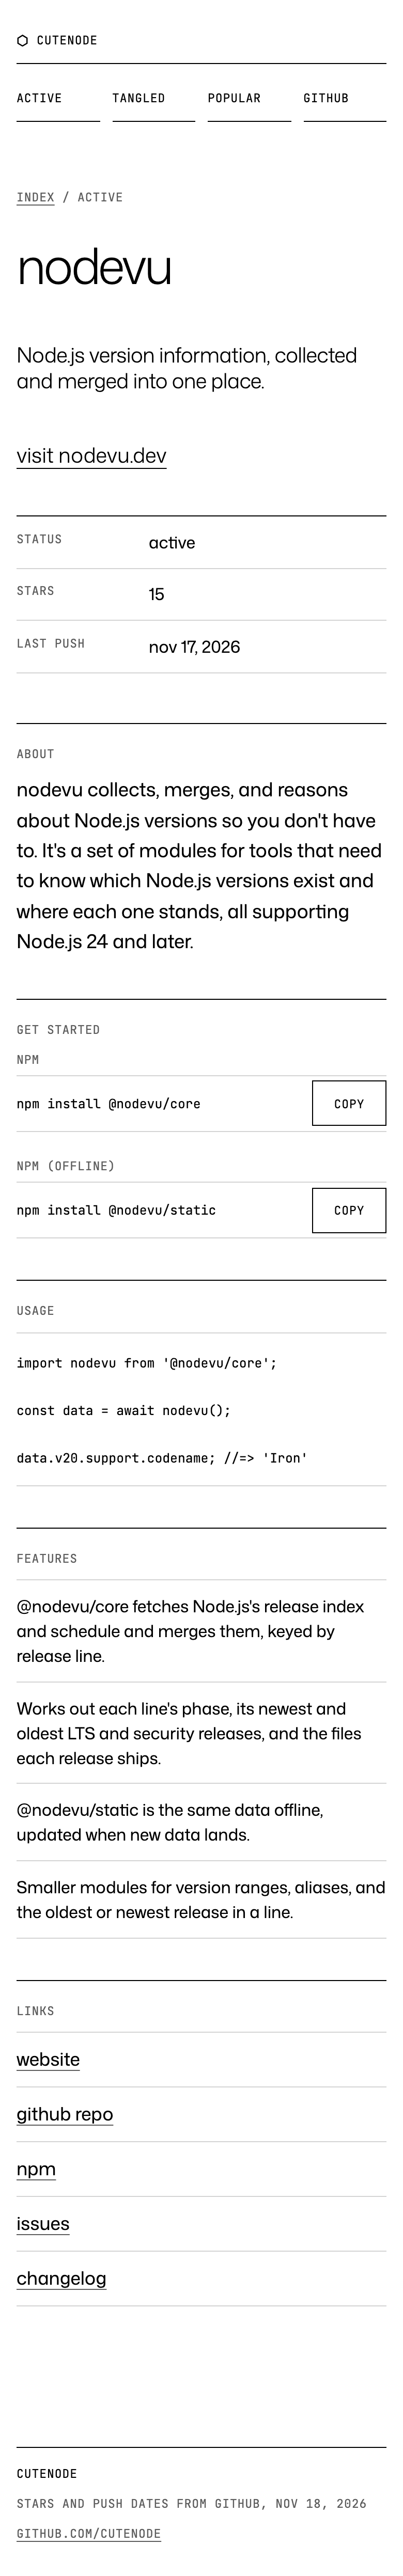 CUTENODE
ACTIVE TANGLED POPULAR GITHUB
INDEX / ACTIVE
nodevu
Node.js version information, collected
and merged into one place.
visit nodevu.dev
STATUS active
STARS 15
LAST PUSH nov 17, 2026
ABOUT
nodevu collects, merges, and reasons
about Node.js versions so you don't have
to. It's a set of modules for tools that need
to know which Node.js versions exist and
where each one stands, all supporting
Node.js 24 and later.
GET STARTED
NPM
npm install @nodevu/core COPY
NPM (OFFLINE)
npm install @nodevu/static COPY
USAGE
import nodevu from '@nodevu/core';
const data = await nodevu();
data.v20.support.codename; //=> 'Iron'
FEATURES
@nodevu/core fetches Node.js's release index
and schedule and merges them, keyed by
release line.
Works out each line's phase, its newest and
oldest LTS and security releases, and the files
each release ships.
@nodevu/static is the same data offline,
updated when new data lands.
Smaller modules for version ranges, aliases, and
the oldest or newest release in a line.
LINKS
website
github repo
npm
issues
changelog
CUTENODE
STARS AND PUSH DATES FROM GITHUB, NOV 18, 2026
GITHUB.COM/CUTENODE